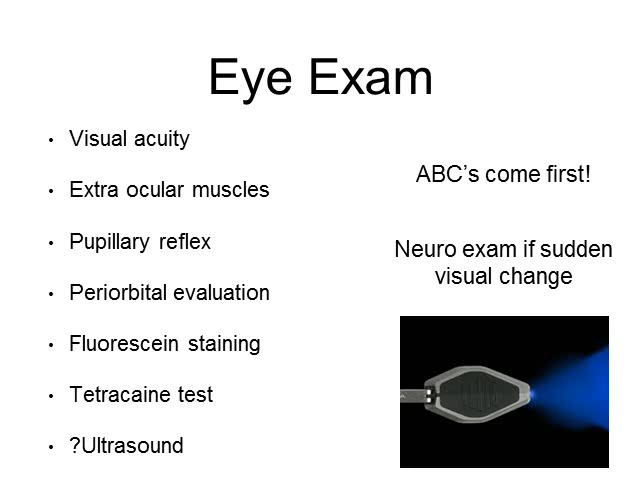 Eye Exam
• Visual acuity
• Extra ocular muscles
• Pupillary reflex
• Periorbital evaluation
• Fluorescein staining
• Tetracaine test
• ?Ultrasound
ABC’s come first!
Neuro exam if sudden
visual change